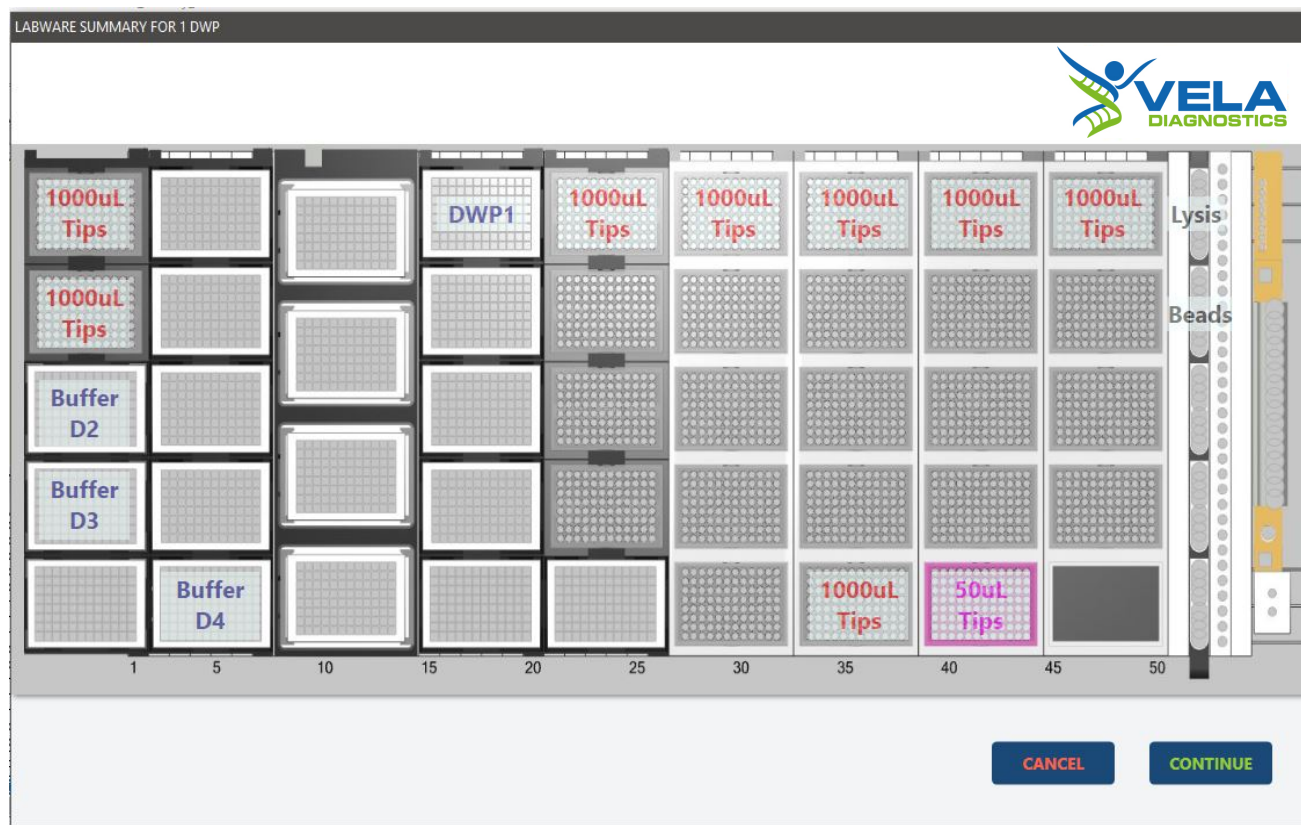 LABWARE SUMMARY FOR 1 DWP
VELA
DIAGNOSTICS
1000uL
Tips
DWP1
1000uL
Tips
1000uL
Tips
1000uL
Tips
1000uL
Tips
1000uL
Tips
Lysis
1000uL
Tips
Beads
Buffer
D2
Buffer
D3
Buffer
D4
1000uL
Tips
50uL
Tips
1 5 10 15 20 25 30 35 40 45 50
CANCEL CONTINUE